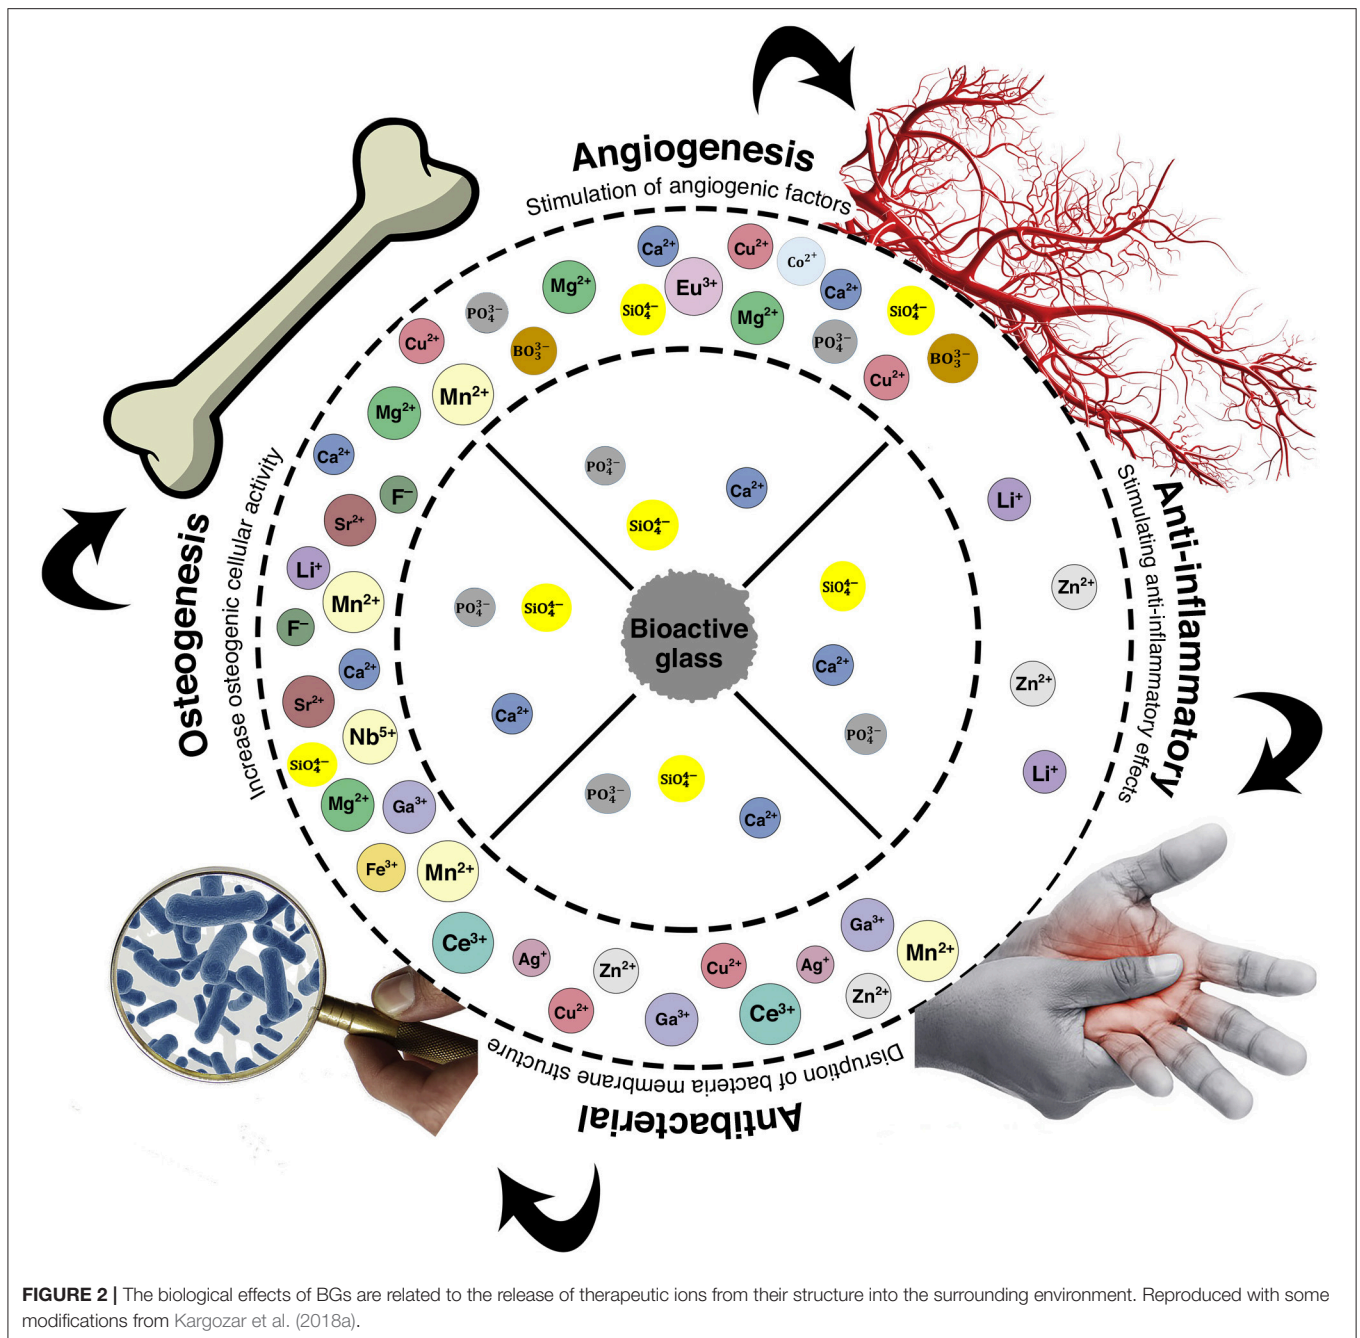 Angiogenesis
Stimulation of angiogenic factors
Ca²⁺
Cu²⁺
Co²⁺
Mg²⁺
Eu³⁺
Ca²⁺
SiO₄⁴⁻
Mg²⁺
SiO₄⁴⁻
PO₄³⁻
PO₄³⁻
Cu²⁺
BO₃³⁻
BO₃³⁻
Cu²⁺
Mn²⁺
Mg²⁺
Ca²⁺
F⁻
Sr²⁺
Li⁺
Mn²⁺
F⁻
Ca²⁺
Sr²⁺
Nb⁵⁺
SiO₄⁴⁻
Mg²⁺
Ga³⁺
Fe³⁺
Mn²⁺
Osteogenesis
Increase osteogenic cellular activity
PO₄³⁻
Ca²⁺
SiO₄⁴⁻
PO₄³⁻
SiO₄⁴⁻
Ca²⁺
Bioactive
glass
SiO₄⁴⁻
Ca²⁺
PO₄³⁻
PO₄³⁻
SiO₄⁴⁻
Ca²⁺
Li⁺
Zn²⁺
Zn²⁺
Li⁺
Anti-inflammatory
Stimulating anti-inflammatory effects
Ce³⁺
Ag⁺
Zn²⁺
Cu²⁺
Ag⁺
Ga³⁺
Mn²⁺
Cu²⁺
Ga³⁺
Ce³⁺
Zn²⁺
Disruption of bacteria membrane structure
Antibacterial
FIGURE 2 | The biological effects of BGs are related to the release of therapeutic ions from their structure into the surrounding environment. Reproduced with some
modifications from Kargozar et al. (2018a).